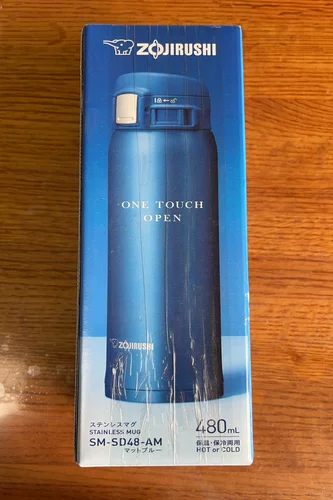 ZOJIRUSHI
ONE TOUCH
OPEN
ZOJIRUSHI
ステンレスマグ
STAINLESS MUG
SM-SD48-AM
マットブルー
480mL
保温・保冷両用
HOT or COLD